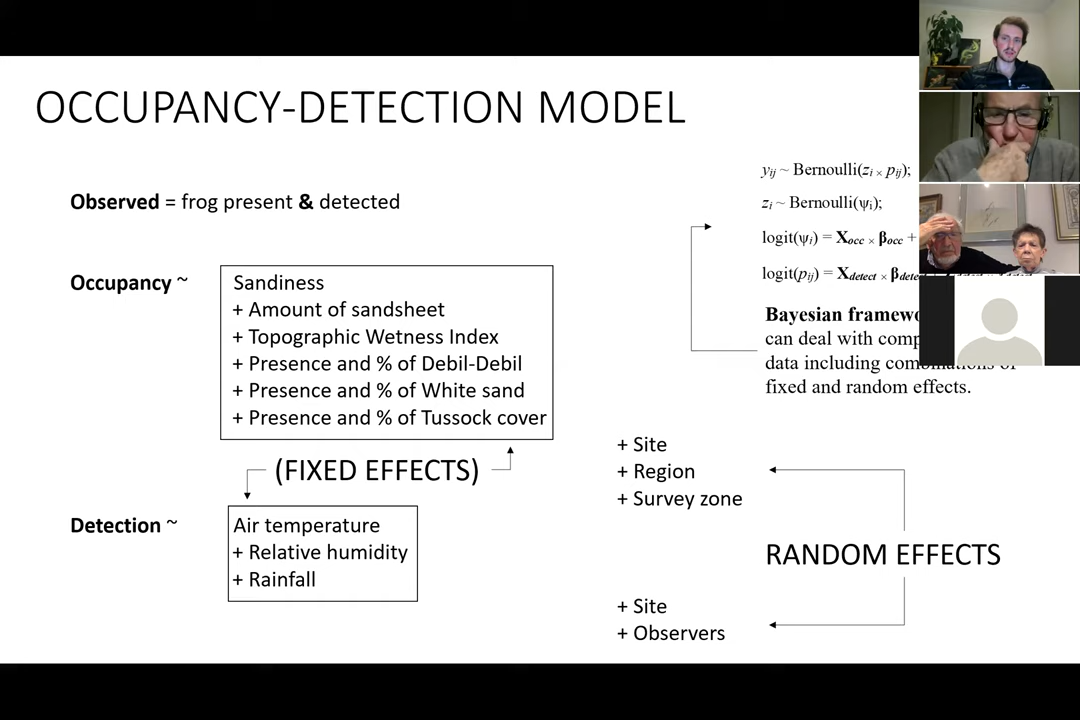 OCCUPANCY-DETECTION MODEL
Observed = frog present & detected
Occupancy ~
Sandiness
+ Amount of sandsheet
+ Topographic Wetness Index
+ Presence and % of Debil-Debil
+ Presence and % of White sand
+ Presence and % of Tussock cover
(FIXED EFFECTS)
Detection ~
Air temperature
+ Relative humidity
+ Rainfall
yij ~ Bernoulli(zi × pij);
zi ~ Bernoulli(ψi);
logit(ψi) = Xocc × βocc +
logit(pij) = Xdetect ×
Bayesian
can deal with
data including combinations of
fixed and random effects.
+ Site
+ Region
+ Survey zone
RANDOM EFFECTS
+ Site
+ Observers